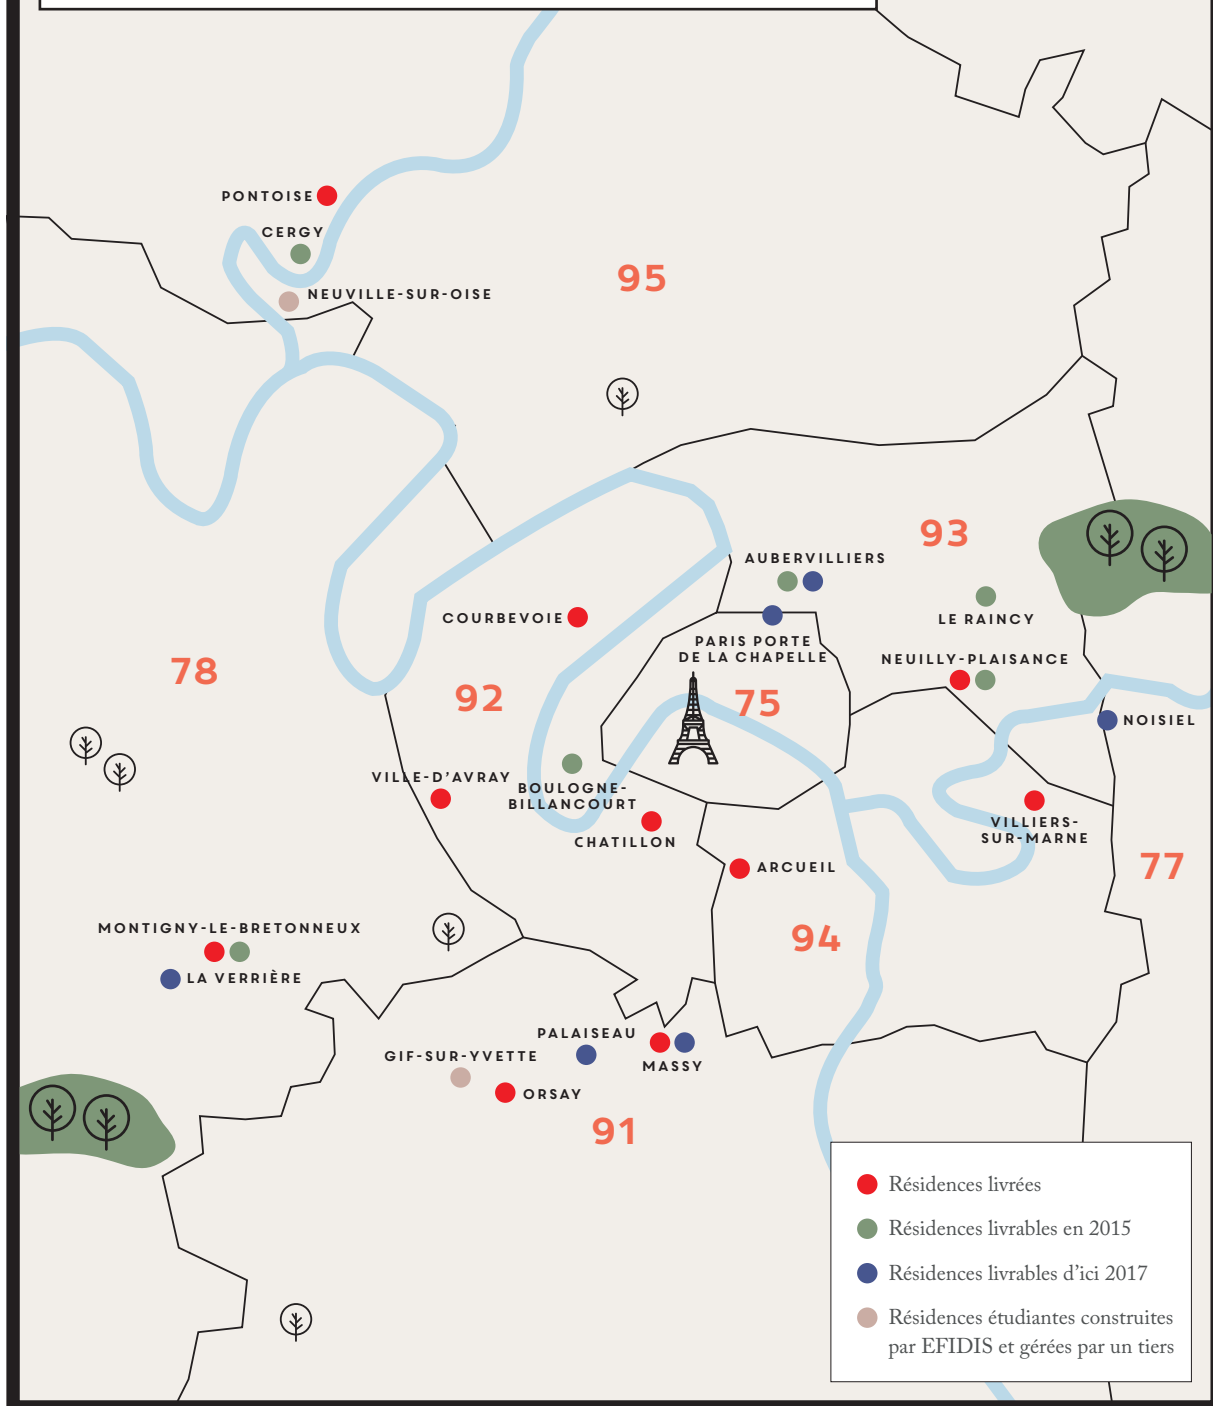 PONTOISE
CERGY
NEUVILLE-SUR-OISE
95
93
AUBERVILLIERS
LE RAINCY
COURBEVOIE
PARIS PORTE
DE LA CHAPELLE
NEUILLY-PLAISANCE
78
92
75
NOISIEL
VILLE-D'AVRAY
BOULOGNE-
BILLANCOURT
CHATILLON
VILLIERS-
SUR-MARNE
ARCUEIL
77
MONTIGNY-LE-BRETONNEUX
94
LA VERRIÈRE
PALAISEAU
GIF-SUR-YVETTE
MASSY
ORSAY
91
Résidences livrées
Résidences livrables en 2015
Résidences livrables d'ici 2017
Résidences étudiantes construites
par EFIDIS et gérées par un tiers